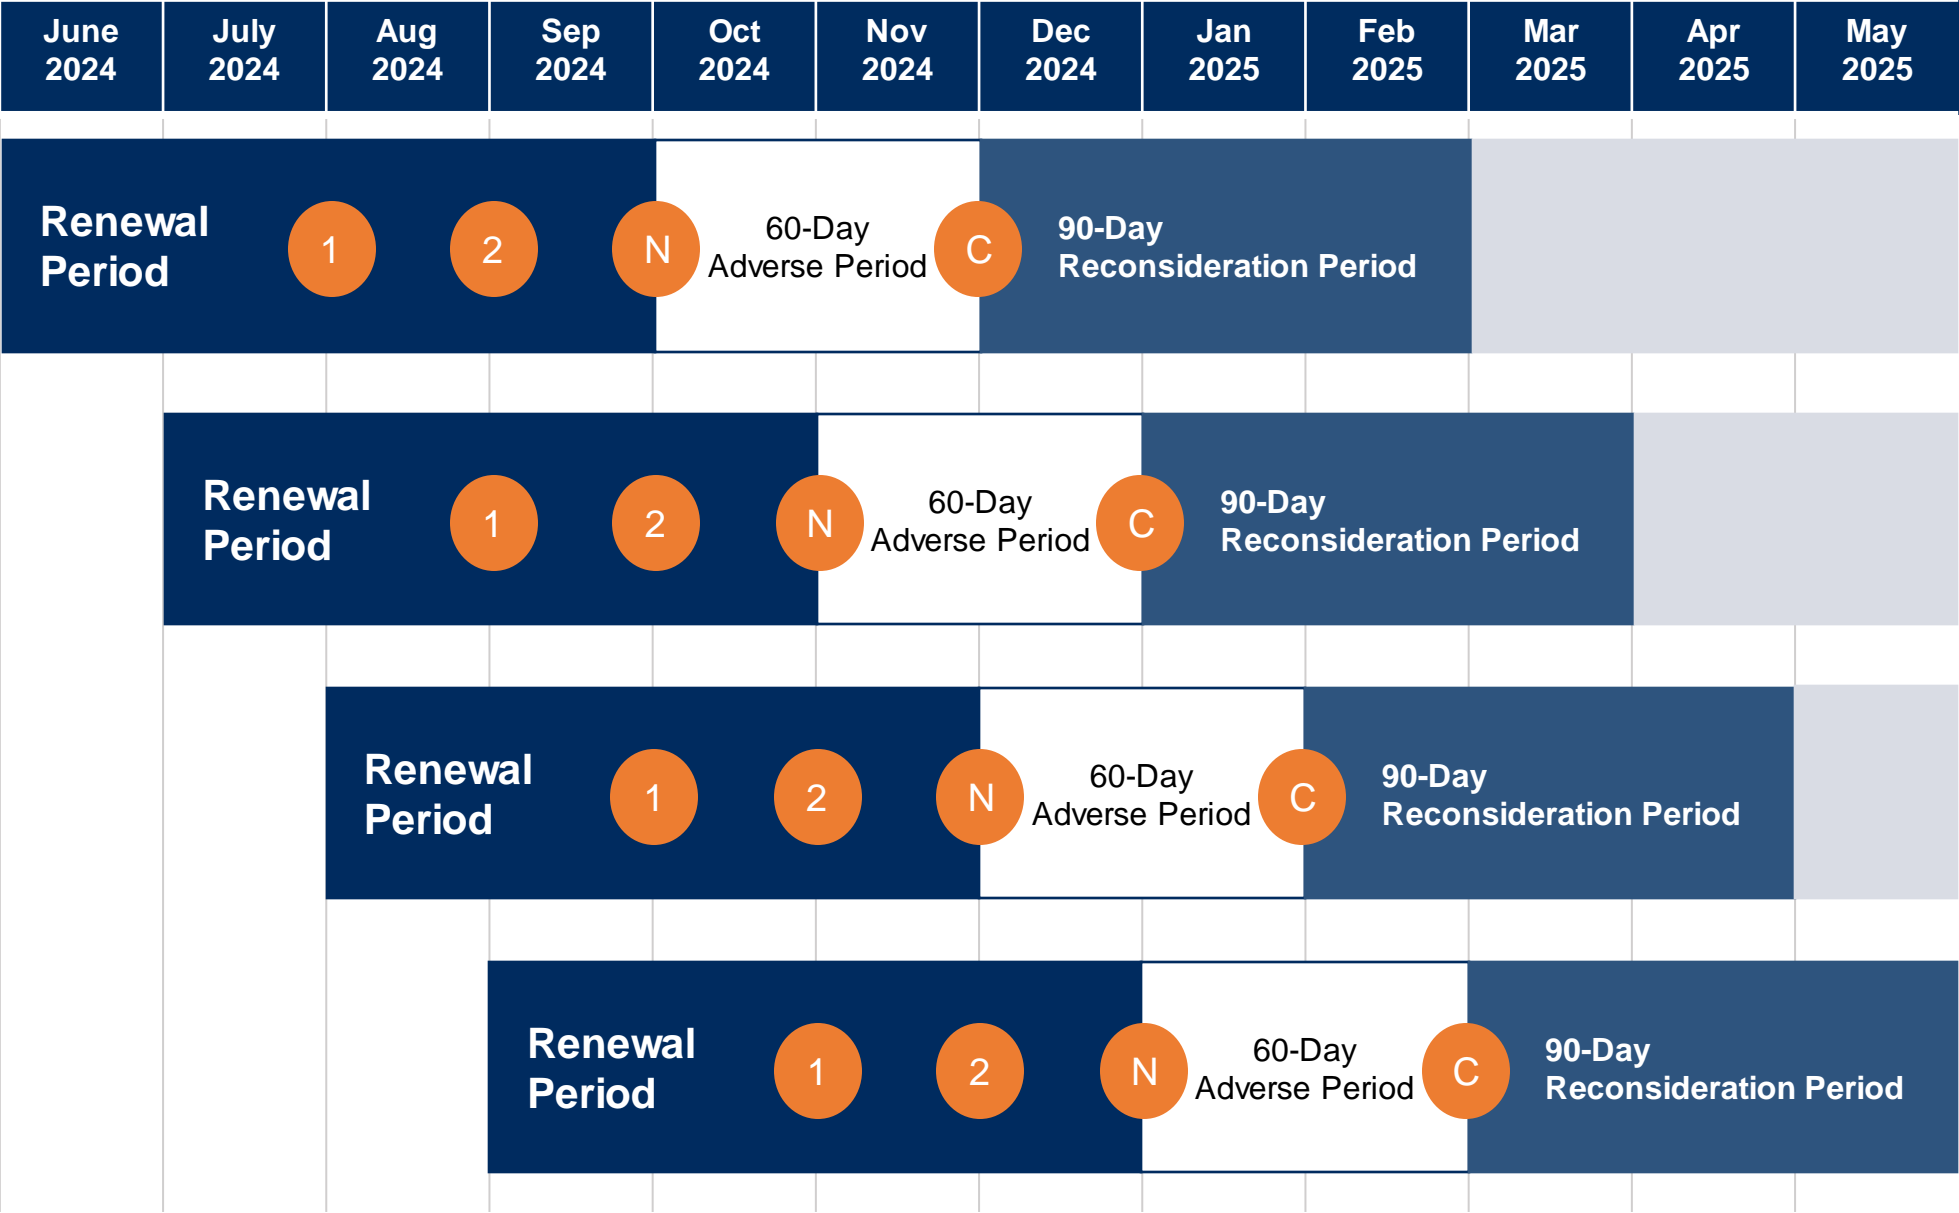 June
2024
July
2024
Aug
2024
Sep
2024
Oct
2024
Nov
2024
Dec
2024
Jan
2025
Feb
2025
Mar
2025
Apr
2025
May
2025
Renewal
Period
1
2
N
60-Day
Adverse Period
C
90-Day
Reconsideration Period
Renewal
Period
1
2
N
60-Day
Adverse Period
C
90-Day
Reconsideration Period
Renewal
Period
1
2
N
60-Day
Adverse Period
C
90-Day
Reconsideration Period
Renewal
Period
1
2
N
60-Day
Adverse Period
C
90-Day
Reconsideration Period